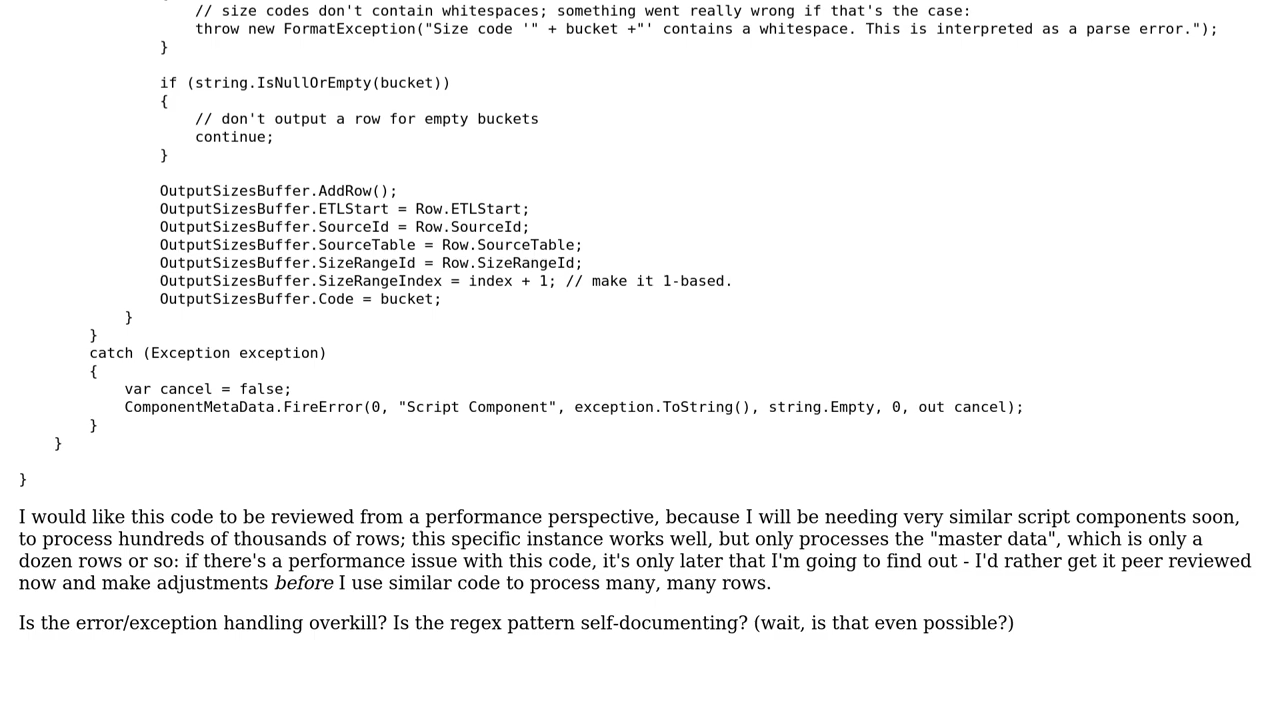 // size codes don't contain whitespaces; something went really wrong if that's the case:
throw new FormatException("Size code '" + bucket +"' contains a whitespace. This is interpreted as a parse error.");
}
if (string.IsNullOrEmpty(bucket))
{
// don't output a row for empty buckets
continue;
}
OutputSizesBuffer.AddRow();
OutputSizesBuffer.ETLStart = Row.ETLStart;
OutputSizesBuffer.SourceId = Row.SourceId;
OutputSizesBuffer.SourceTable = Row.SourceTable;
OutputSizesBuffer.SizeRangeId = Row.SizeRangeId;
OutputSizesBuffer.SizeRangeIndex = index + 1; // make it 1-based.
OutputSizesBuffer.Code = bucket;
}
}
catch (Exception exception)
{
var cancel = false;
ComponentMetaData.FireError(0, "Script Component", exception.ToString(), string.Empty, 0, out cancel);
}
}
}
I would like this code to be reviewed from a performance perspective, because I will be needing very similar script components soon,
to process hundreds of thousands of rows; this specific instance works well, but only processes the "master data", which is only a
dozen rows or so: if there's a performance issue with this code, it's only later that I'm going to find out - I'd rather get it peer reviewed
now and make adjustments before I use similar code to process many, many rows.
Is the error/exception handling overkill? Is the regex pattern self-documenting? (wait, is that even possible?)